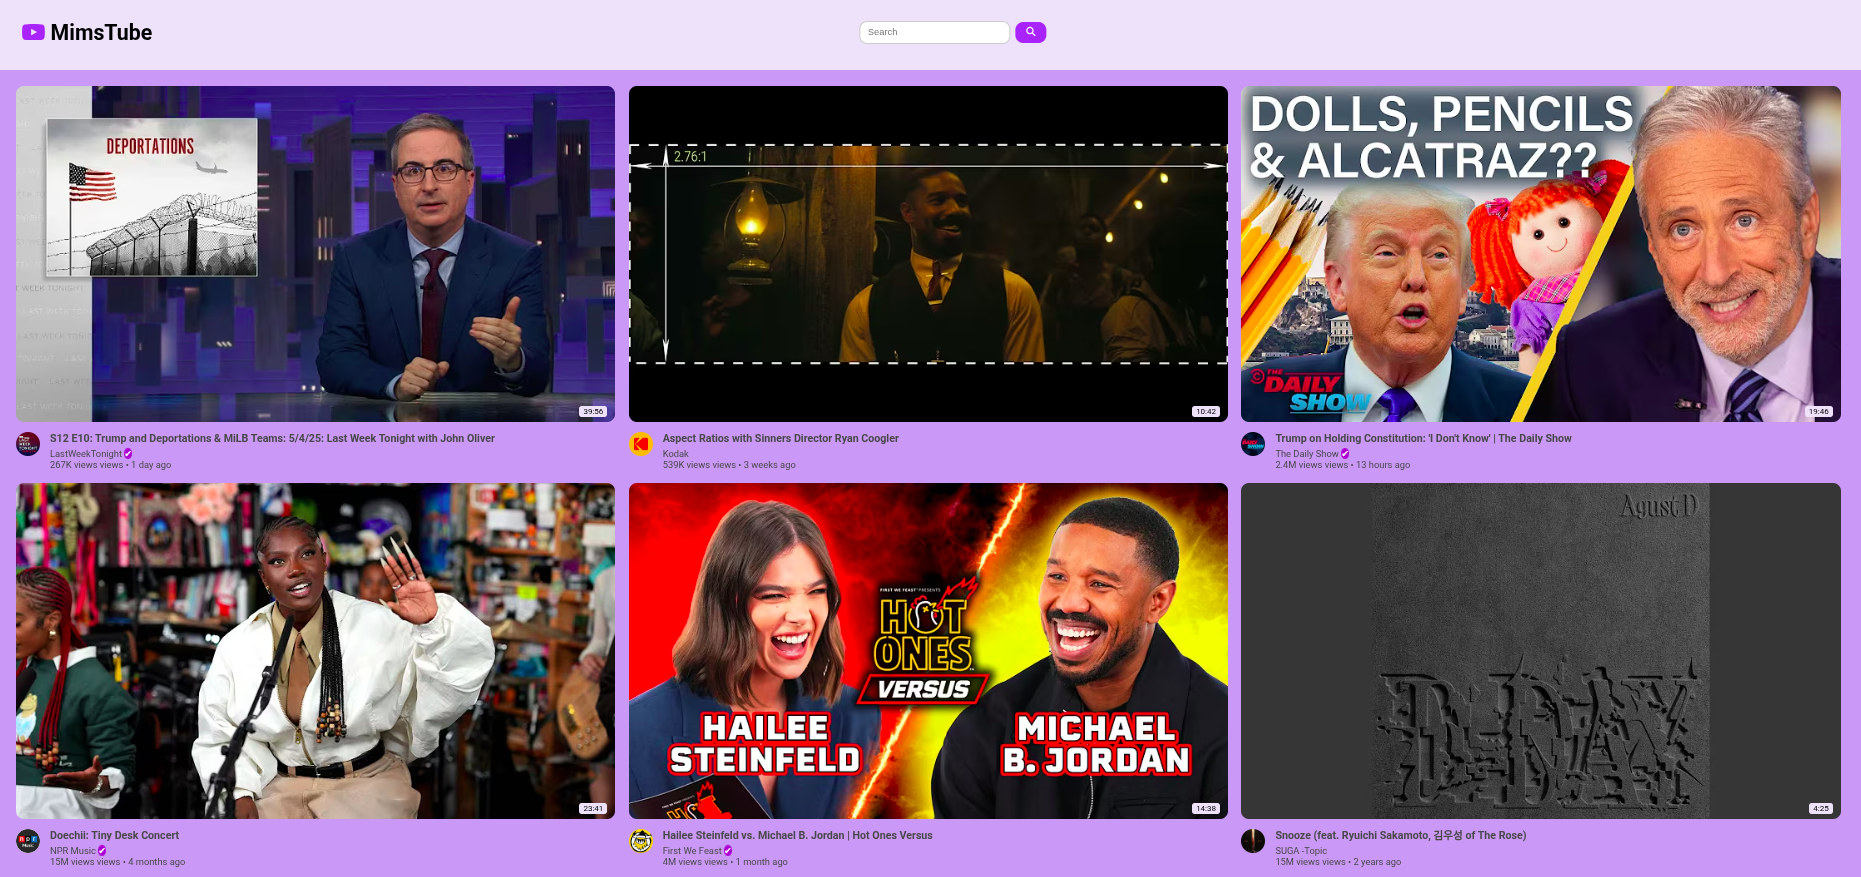 MimsTube
Search
DEPORTATIONS
LAST WEEK TONIGHT
39:56
2.76:1
10:42
DOLLS, PENCILS
& ALCATRAZ??
THE
DAILY
SHOW
19:46
S12 E10: Trump and Deportations & MiLB Teams: 5/4/25: Last Week Tonight with John Oliver
LastWeekTonight
267K views views • 1 day ago
Aspect Ratios with Sinners Director Ryan Coogler
Kodak
539K views views • 3 weeks ago
Trump on Holding Constitution: 'I Don't Know' | The Daily Show
The Daily Show
2.4M views views • 13 hours ago
23:41
FIRST WE FEAST PRESENTS
HOT
ONES
VERSUS
HAILEE
STEINFELD
MICHAEL
B. JORDAN
14:38
Agust D
D-DAY
4:25
Doechii: Tiny Desk Concert
NPR Music
15M views views • 4 months ago
Hailee Steinfeld vs. Michael B. Jordan | Hot Ones Versus
First We Feast
4M views views • 1 month ago
Snooze (feat. Ryuichi Sakamoto, 김우성 of The Rose)
SUGA -Topic
15M views views • 2 years ago